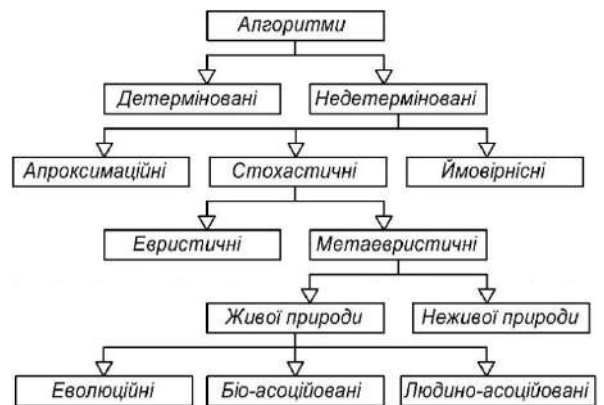 Алгоритми
Детерміновані
Недетерміновані
Апроксимаційні
Стохастичні
Ймовірнісні
Евристичні
Метаевристичні
Живої природи
Неживої природи
Еволюційні
Біо-асоційовані
Людино-асоційовані